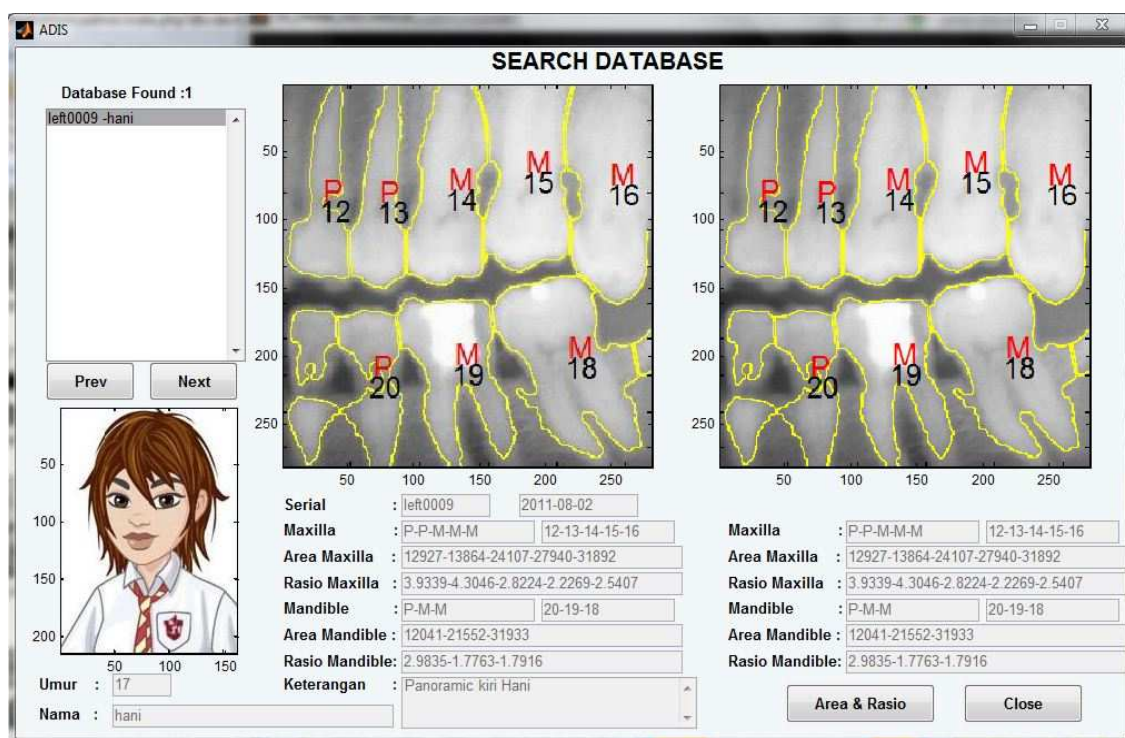 ADIS
SEARCH DATABASE
Database Found :1
left0009 -hani
Prev
Next
50
100
150
200
50
100
150
Umur : 17
Nama : hani
50
100
150
200
250
P
12
P
13
M
14
M
15
M
16
P
20
M
19
M
18
50
100
150
200
250
50
100
150
200
250
P
12
P
13
M
14
M
15
M
16
P
20
M
19
M
18
50
100
150
200
250
Serial : left0009 2011-08-02
Maxilla : P-P-M-M-M 12-13-14-15-16
Area Maxilla : 12927-13864-24107-27940-31892
Rasio Maxilla : 3.9339-4.3046-2.8224-2.2269-2.5407
Mandible : P-M-M 20-19-18
Area Mandible : 12041-21552-31933
Rasio Mandible: 2.9835-1.7763-1.7916
Keterangan : Panoramic kiri Hani
Maxilla : P-P-M-M-M 12-13-14-15-16
Area Maxilla : 12927-13864-24107-27940-31892
Rasio Maxilla : 3.9339-4.3046-2.8224-2.2269-2.5407
Mandible : P-M-M 20-19-18
Area Mandible : 12041-21552-31933
Rasio Mandible: 2.9835-1.7763-1.7916
Area & Rasio
Close